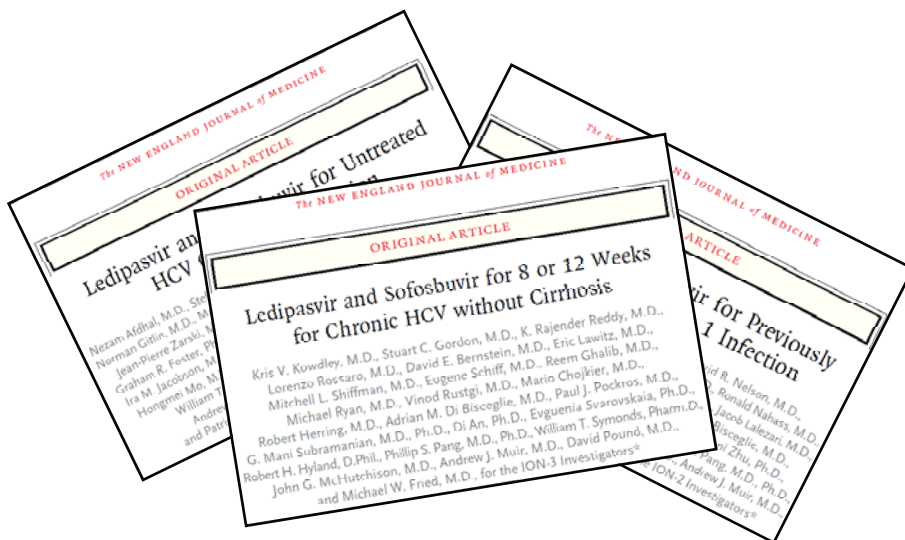 The NEW ENGLAND JOURNAL of MEDICINE
ORIGINAL ARTICLE
Ledipasvir and for Untreated
HCV
Nezam Afdhal, M.D.,
Norman Gitlin, M.D.,
Jean-Pierre Zarski,
Graham R. Foster,
Ira M. Jacobson,
Hongmei Mo,
William
and
The NEW ENGLAND JOURNAL of MEDICINE
ORIGINAL ARTICLE
Ledipasvir and Sofosbuvir for 8 or 12 Weeks
for Chronic HCV without Cirrhosis
Kris V. Kowdley, M.D., Stuart C. Gordon, M.D., K. Rajender Reddy, M.D.,
Lorenzo Rossaro, M.D., David E. Bernstein, M.D., Eric Lawitz, M.D.,
Mitchell L. Shiffman, M.D., Eugene Schiff, M.D., Reem Ghalib, M.D.,
Michael Ryan, M.D., Vinod Rustgi, M.D., Mario Chojkier, M.D.,
Robert Herring, M.D., Adrian M. Di Bisceglie, M.D., Paul J. Pockros, M.D.,
G. Mani Subramanian, M.D., Ph.D., Di An, Ph.D., Evguenia Svarovskaia, Ph.D.,
Robert H. Hyland, D.Phil., Phillip S. Pang, M.D., Ph.D., William T. Symonds, Pharm.D.,
John G. McHutchison, M.D., Andrew J. Muir, M.D., David Pound, M.D.,
and Michael W. Fried, M.D., for the ION-3 Investigators*
The NEW of MEDICINE
ARTICLE
for Previously
1 Infection
R. Nelson, M.D.,
Ronald Nahass, M.D.,
Jacob Lalezari, M.D.,
Bisceglie, M.D.,
Zhu, Ph.D.,
Pang, M.D., Ph.D.,
Andrew J. Muir, M.D.,
ION-2 Investigators*